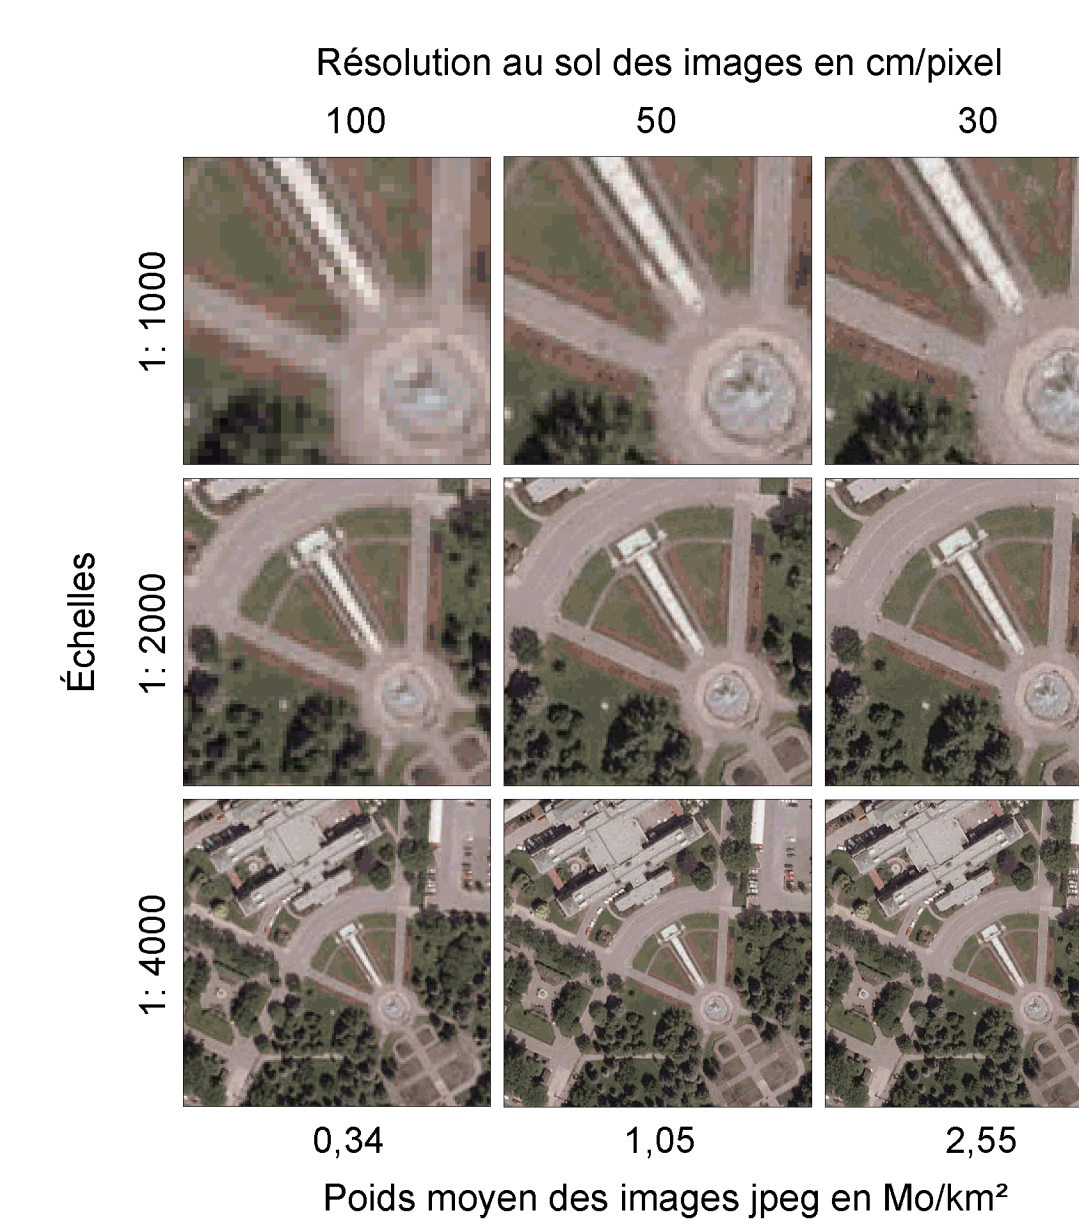 Résolution au sol des images en cm/pixel
100 50 30
1: 1000
Échelles
1: 2000
1: 4000
0,34 1,05 2,55
Poids moyen des images jpeg en Mo/km²